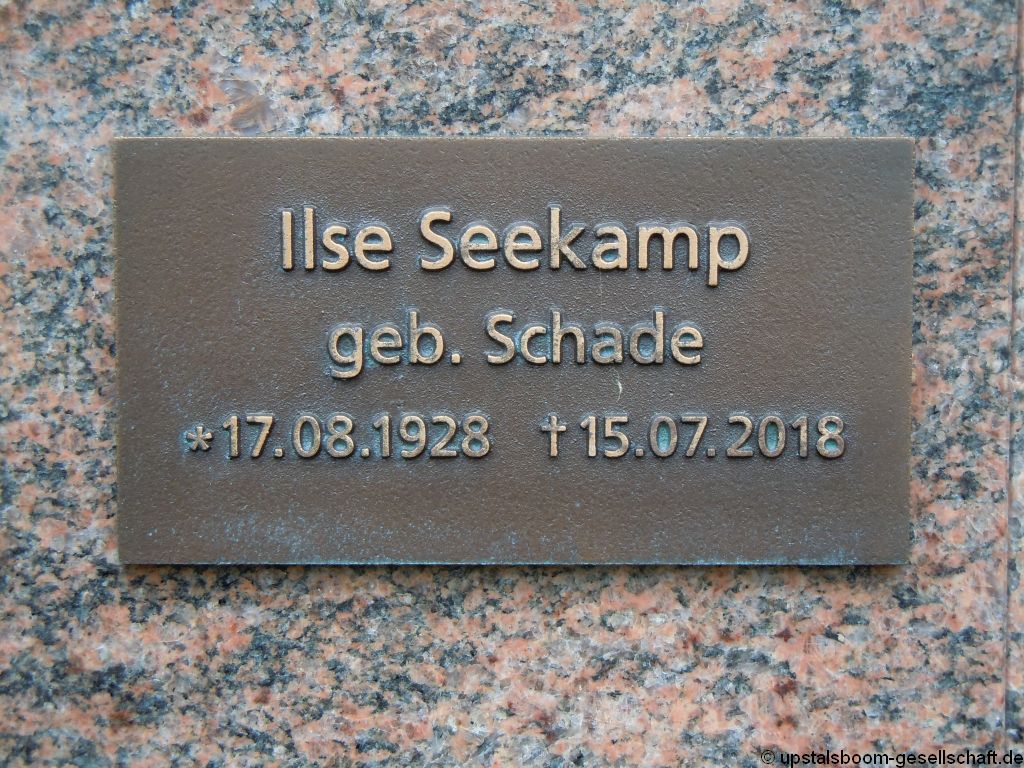 Ilse Seekamp
geb. Schade
*17.08.1928 †15.07.2018
© upstalsboom-gesellschaft.de